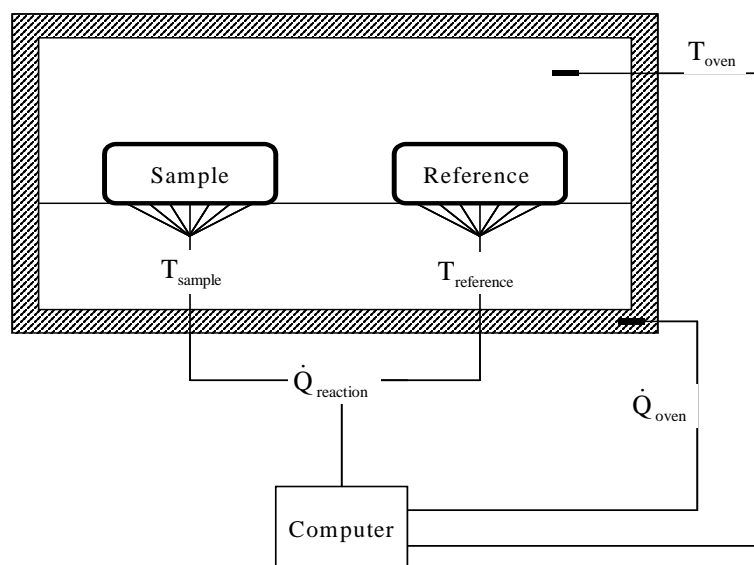 T_oven
Sample
Reference
T_sample
T_reference
Q̇_reaction
Q̇_oven
Computer